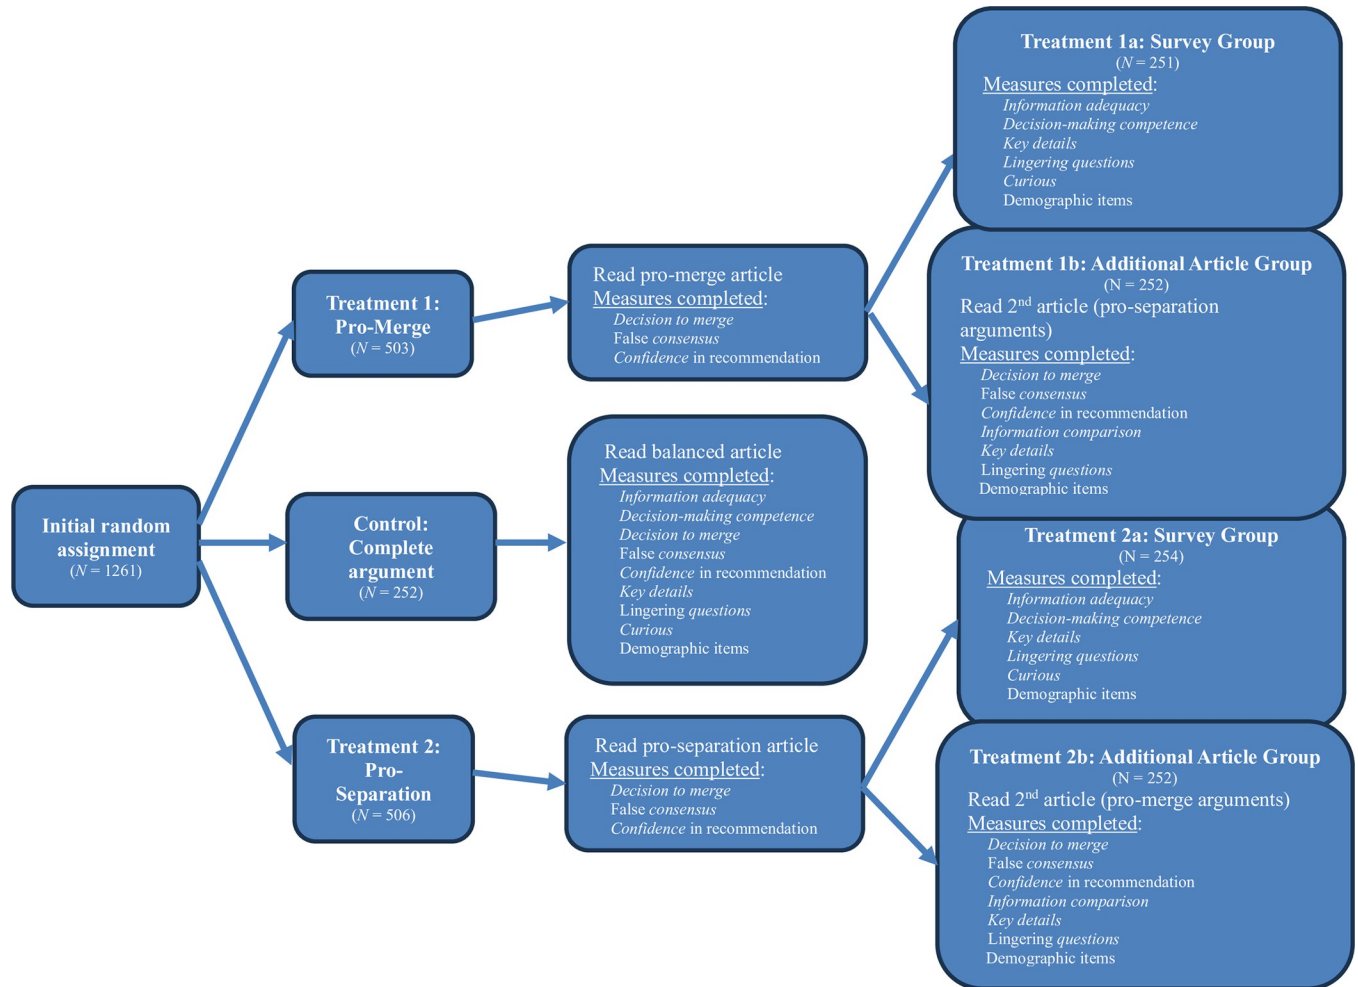 Initial random
assignment
(N = 1261)
Treatment 1:
Pro-Merge
(N = 503)
Control:
Complete
argument
(N = 252)
Treatment 2:
Pro-
Separation
(N = 506)
Read pro-merge article
Measures completed:
Decision to merge
False consensus
Confidence in recommendation
Read balanced article
Measures completed:
Information adequacy
Decision-making competence
Decision to merge
False consensus
Confidence in recommendation
Key details
Lingering questions
Curious
Demographic items
Read pro-separation article
Measures completed:
Decision to merge
False consensus
Confidence in recommendation
Treatment 1a: Survey Group
(N = 251)
Measures completed:
Information adequacy
Decision-making competence
Key details
Lingering questions
Curious
Demographic items
Treatment 1b: Additional Article Group
(N = 252)
Read 2nd article (pro-separation
arguments)
Measures completed:
Decision to merge
False consensus
Confidence in recommendation
Information comparison
Key details
Lingering questions
Demographic items
Treatment 2a: Survey Group
(N = 254)
Measures completed:
Information adequacy
Decision-making competence
Key details
Lingering questions
Curious
Demographic items
Treatment 2b: Additional Article Group
(N = 252)
Read 2nd article (pro-merge arguments)
Measures completed:
Decision to merge
False consensus
Confidence in recommendation
Information comparison
Key details
Lingering questions
Demographic items